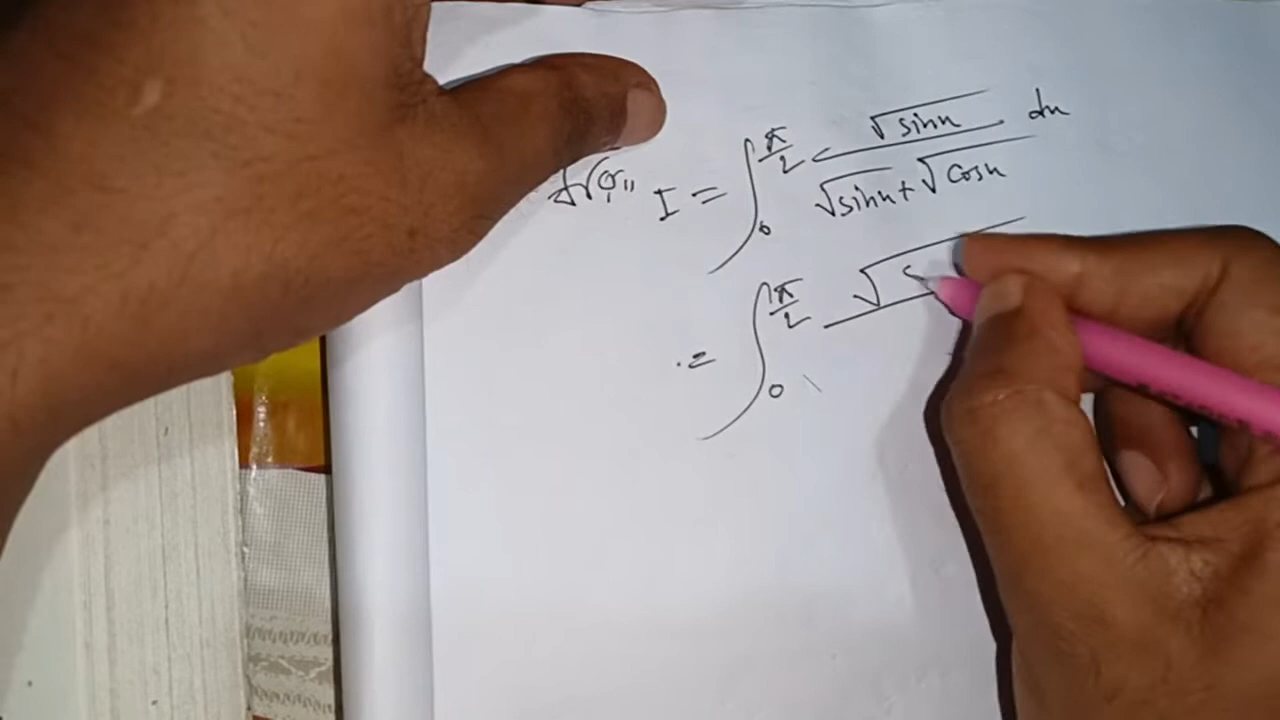 I = ∫₀^{π/2} √sinx / (√sinx + √cosx) dx
= ∫₀^{π/2} √s